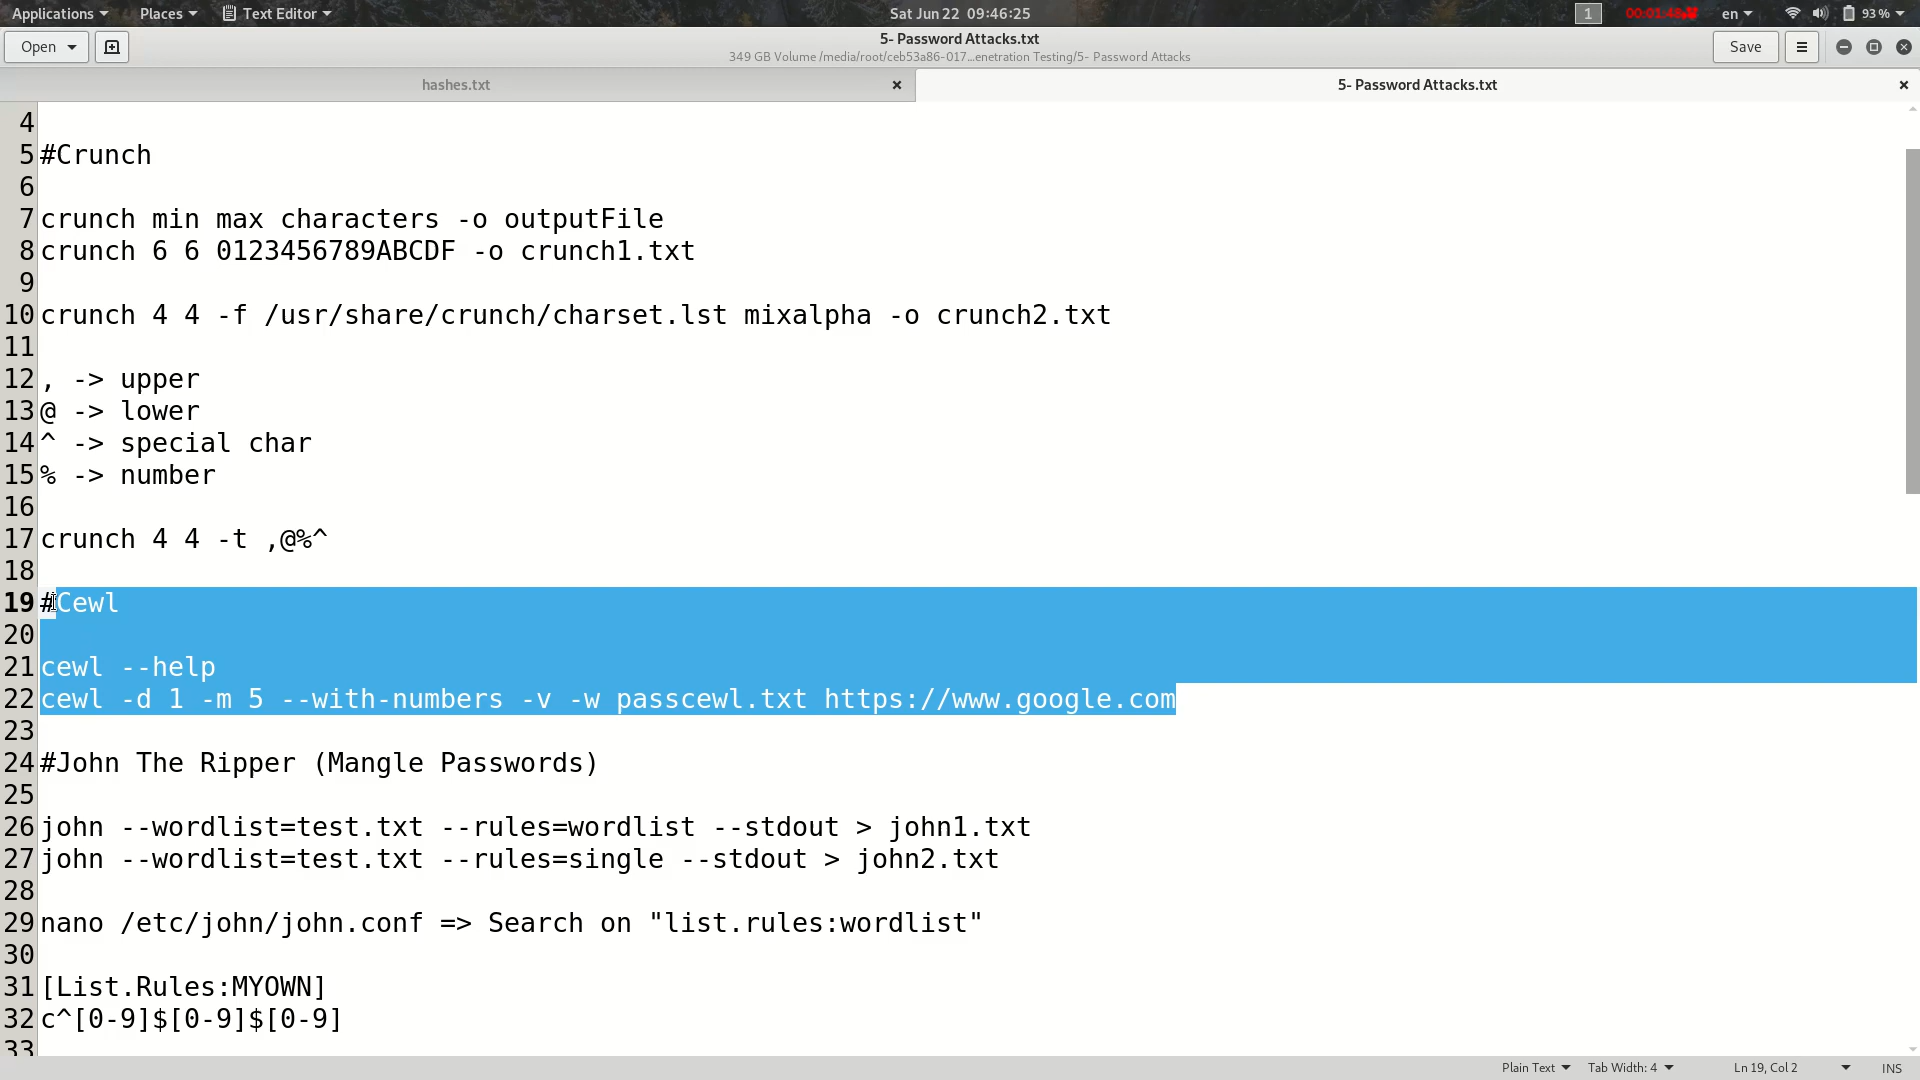 Applications Places Text Editor Sat Jun 22 09:46:25 1 00:01:48 en 93%
Open 5- Password Attacks.txt Save
349 GB Volume /media/root/ceb53a86-017...enetration Testing/5- Password Attacks
hashes.txt 5- Password Attacks.txt
4
5 #Crunch
6
7 crunch min max characters -o outputFile
8 crunch 6 6 0123456789ABCDF -o crunch1.txt
9
10 crunch 4 4 -f /usr/share/crunch/charset.lst mixalpha -o crunch2.txt
11
12 , -> upper
13 @ -> lower
14 ^ -> special char
15 % -> number
16
17 crunch 4 4 -t ,@%^
18
19 #Cewl
20
21 cewl --help
22 cewl -d 1 -m 5 --with-numbers -v -w passcewl.txt https://www.google.com
23
24 #John The Ripper (Mangle Passwords)
25
26 john --wordlist=test.txt --rules=wordlist --stdout > john1.txt
27 john --wordlist=test.txt --rules=single --stdout > john2.txt
28
29 nano /etc/john/john.conf => Search on "list.rules:wordlist"
30
31 [List.Rules:MYOWN]
32 c^[0-9]$[0-9]$[0-9]
33
Plain Text Tab Width: 4 Ln 19, Col 2 INS